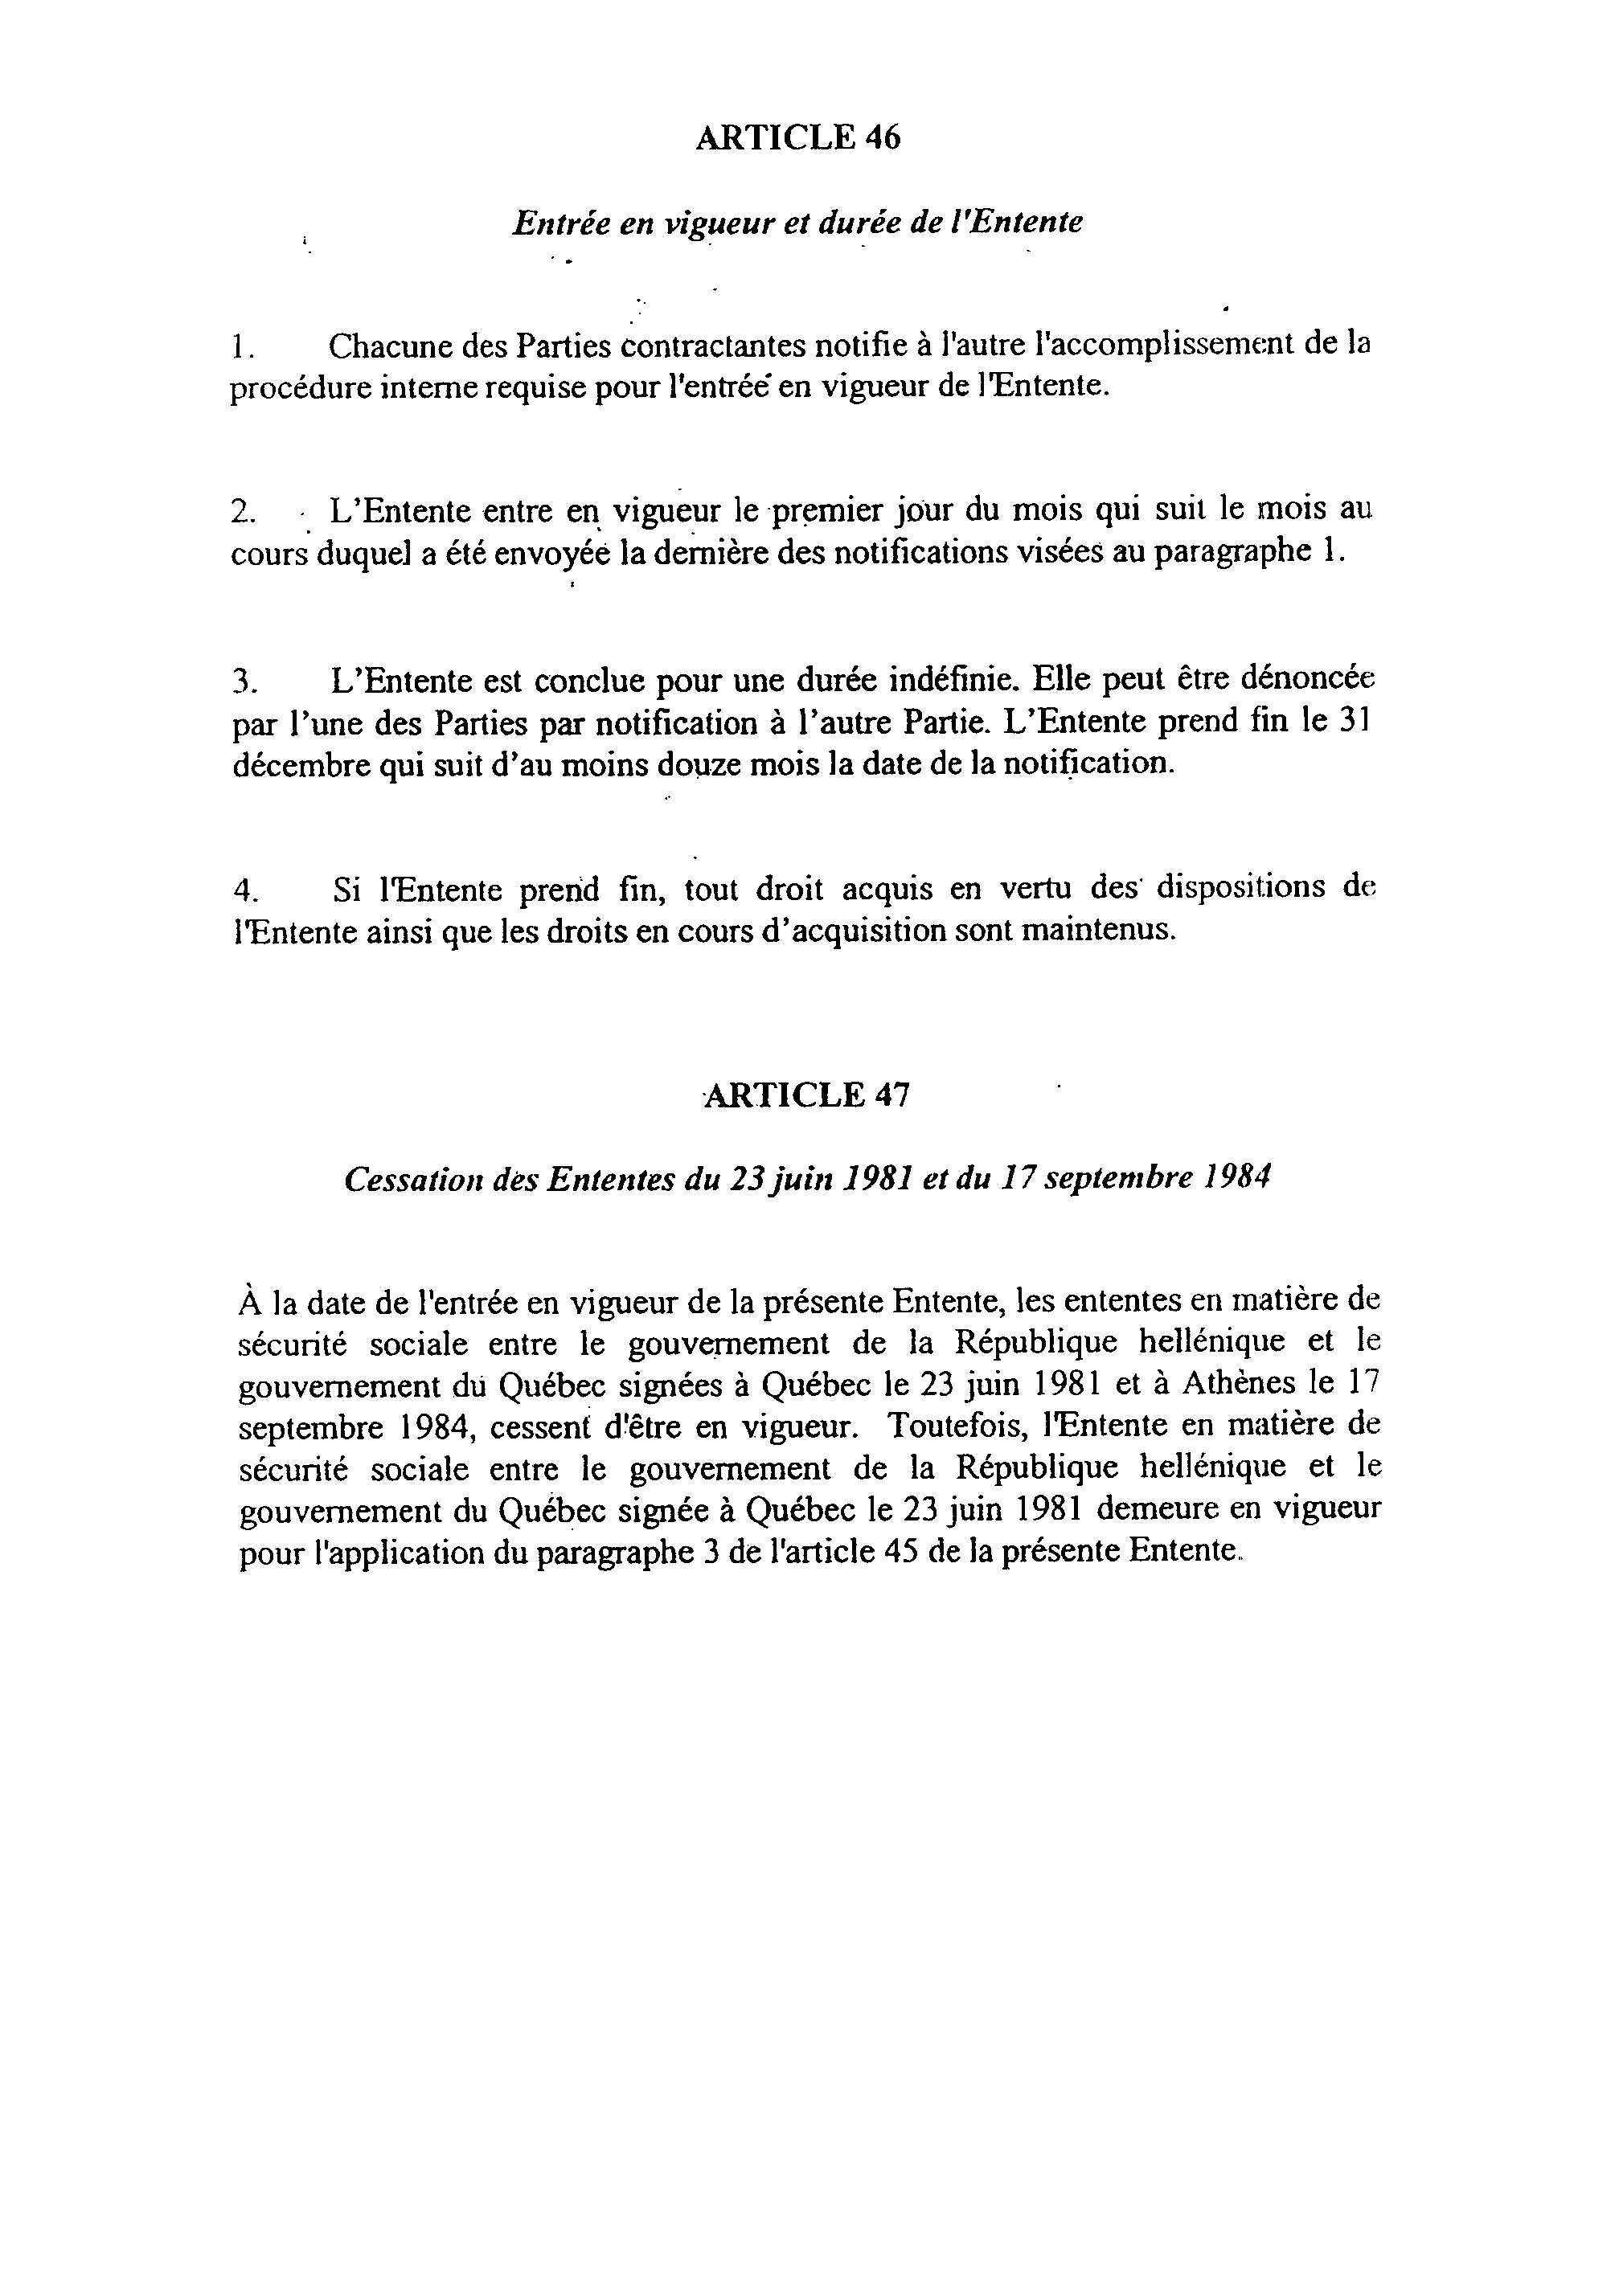 ARTICLE 46
Entrée en vigueur et durée de l'Entente
1. Chacune des Parties contractantes notifie à l'autre l'accomplissement de la
procédure interne requise pour l'entrée en vigueur de l'Entente.
2. L’Entente entre en vigueur le premier jour du mois qui suit le mois au
cours duquel a été envoyée la dernière des notifications visées au paragraphe 1.
3. L’Entente est conclue pour une durée indéfinie. Elle peut être dénoncée
par l’une des Parties par notification à l’autre Partie. L’Entente prend fin le 31
décembre qui suit d’au moins douze mois la date de la notification.
4. Si l'Entente prend fin, tout droit acquis en vertu des dispositions de
l'Entente ainsi que les droits en cours d’acquisition sont maintenus.
ARTICLE 47
Cessation des Ententes du 23 juin 1981 et du 17 septembre 1984
À la date de l'entrée en vigueur de la présente Entente, les ententes en matière de
sécurité sociale entre le gouvernement de la République hellénique et le
gouvernement du Québec signées à Québec le 23 juin 1981 et à Athènes le 17
septembre 1984, cessent d'être en vigueur. Toutefois, l'Entente en matière de
sécurité sociale entre le gouvernement de la République hellénique et le
gouvernement du Québec signée à Québec le 23 juin 1981 demeure en vigueur
pour l'application du paragraphe 3 de l'article 45 de la présente Entente.